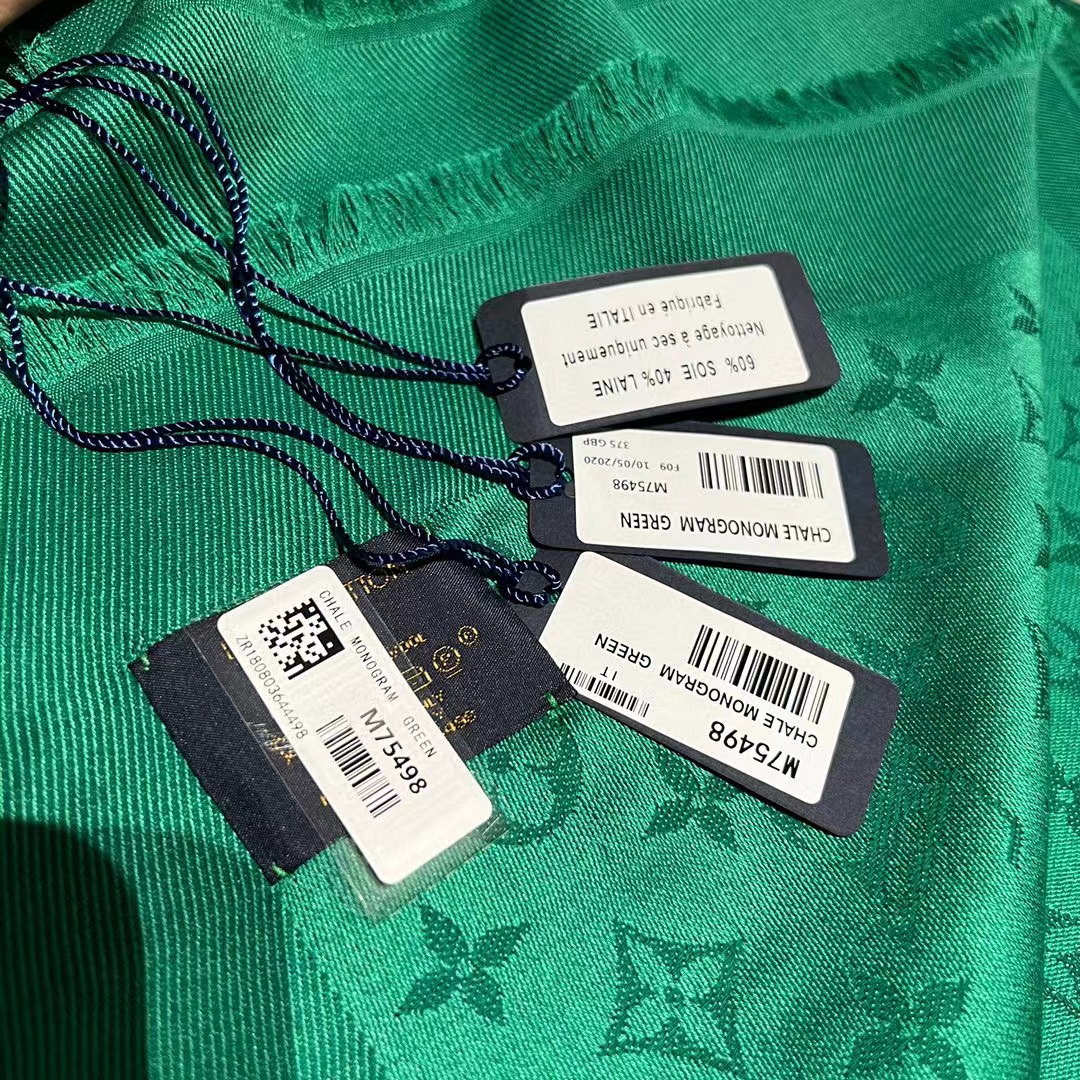 60% SOIE 40% LAINE
Nettoyage à sec uniquement
Fabriqué en ITALIE
CHALE MONOGRAM GREEN
M75498
F09 10/05/2020
375 GBP
M75498
CHALE MONOGRAM GREEN
IT
CHALE MONOGRAM GREEN
M75498
ZR180803644498